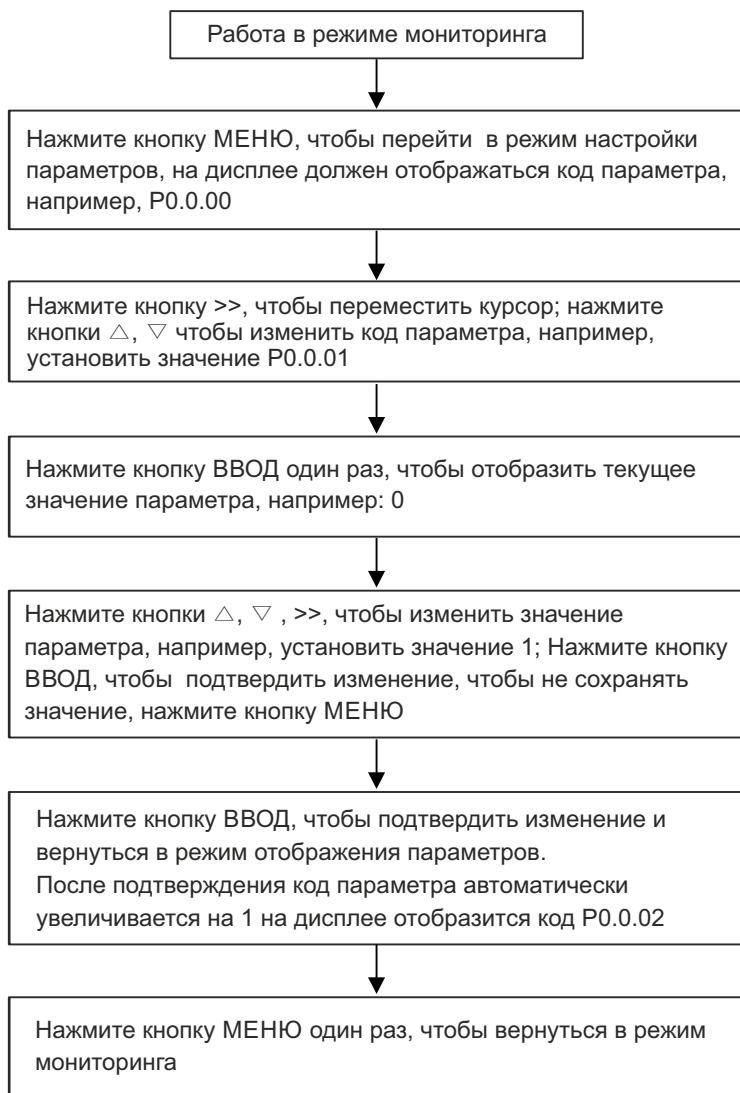 Работа в режиме мониторинга
Нажмите кнопку МЕНЮ, чтобы перейти в режим настройки
параметров, на дисплее должен отображаться код параметра,
например, P0.0.00
Нажмите кнопку >>, чтобы переместить курсор; нажмите
кнопки △, ▽ чтобы изменить код параметра, например,
установить значение P0.0.01
Нажмите кнопку ВВОД один раз, чтобы отобразить текущее
значение параметра, например: 0
Нажмите кнопки △, ▽ , >>, чтобы изменить значение
параметра, например, установить значение 1; Нажмите кнопку
ВВОД, чтобы подтвердить изменение, чтобы не сохранять
значение, нажмите кнопку МЕНЮ
Нажмите кнопку ВВОД, чтобы подтвердить изменение и
вернуться в режим отображения параметров.
После подтверждения код параметра автоматически
увеличивается на 1 на дисплее отобразится код P0.0.02
Нажмите кнопку МЕНЮ один раз, чтобы вернуться в режим
мониторинга